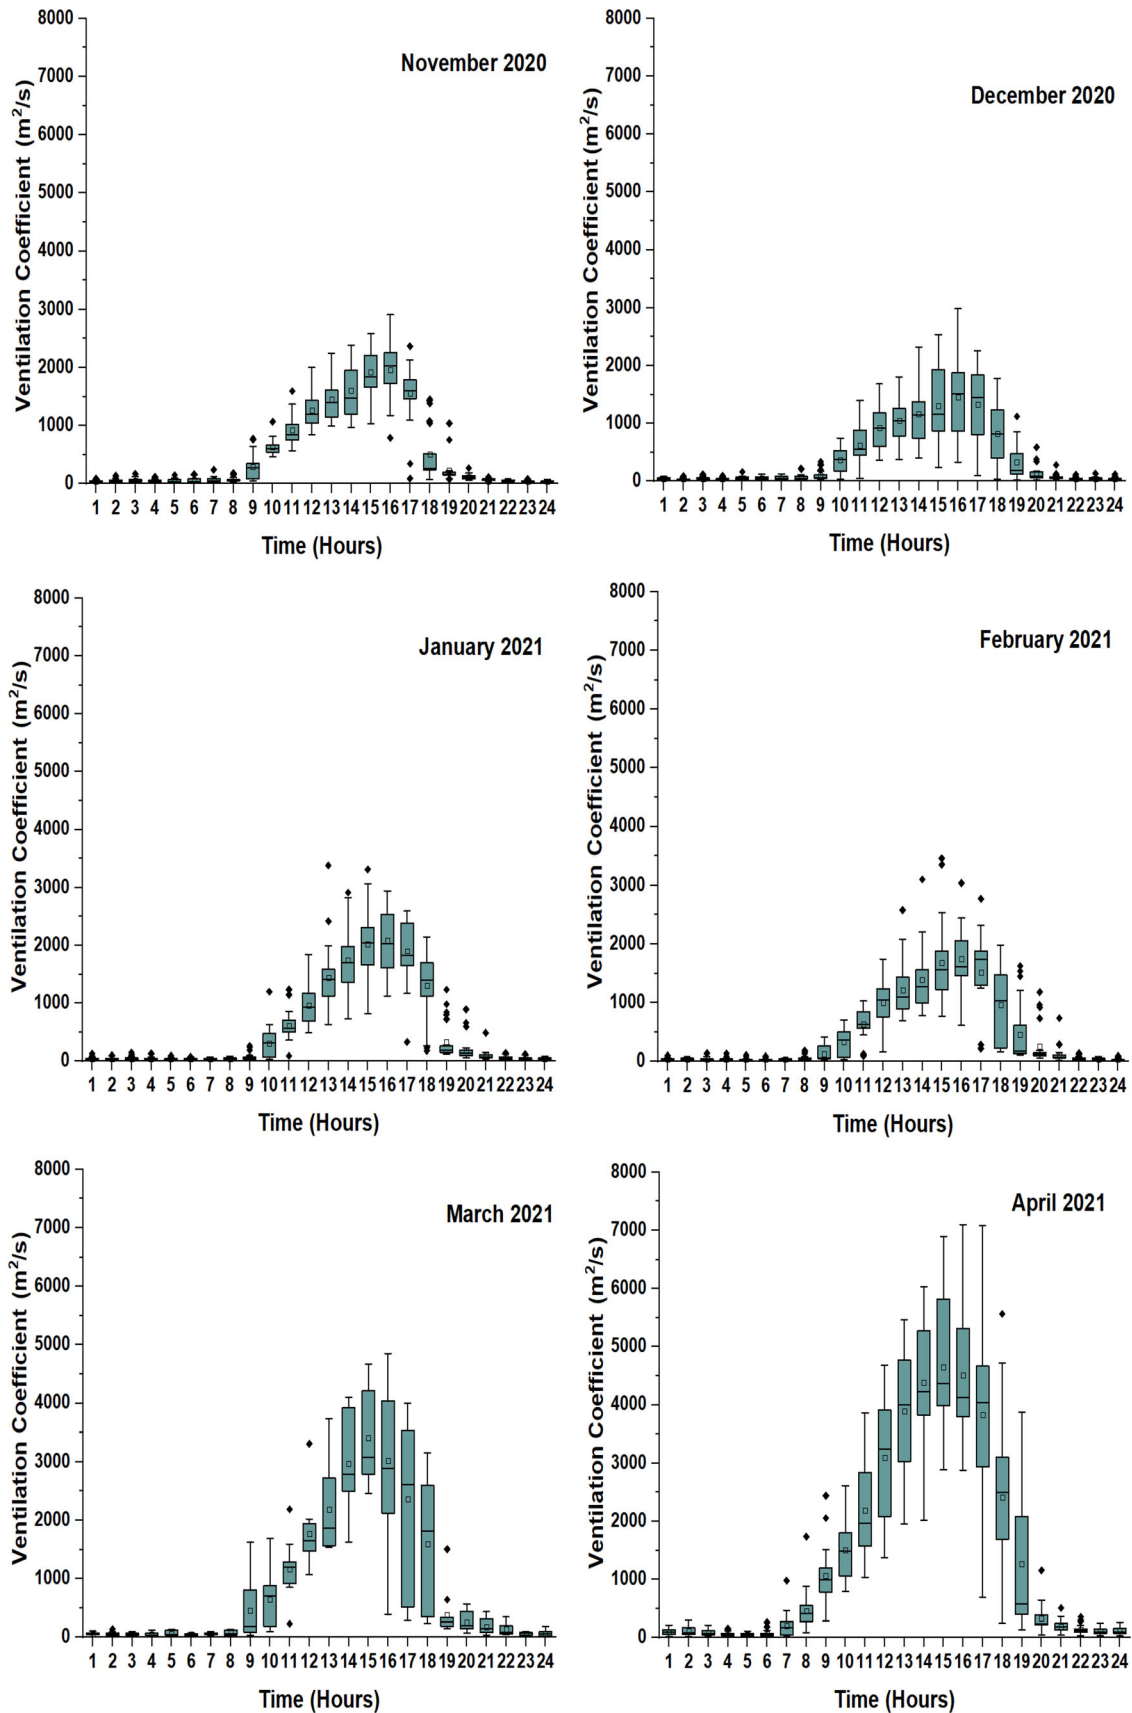 8000
7000
6000
5000
4000
3000
2000
1000
0
Ventilation Coefficient (m²/s)
November 2020
1 2 3 4 5 6 7 8 9 10 11 12 13 14 15 16 17 18 19 20 21 22 23 24
Time (Hours)
8000
7000
6000
5000
4000
3000
2000
1000
0
Ventilation Coefficient (m²/s)
December 2020
1 2 3 4 5 6 7 8 9 10 11 12 13 14 15 16 17 18 19 20 21 22 23 24
Time (Hours)
8000
7000
6000
5000
4000
3000
2000
1000
0
Ventilation Coefficient (m²/s)
January 2021
1 2 3 4 5 6 7 8 9 10 11 12 13 14 15 16 17 18 19 20 21 22 23 24
Time (Hours)
8000
7000
6000
5000
4000
3000
2000
1000
0
Ventilation Coefficient (m²/s)
February 2021
1 2 3 4 5 6 7 8 9 10 11 12 13 14 15 16 17 18 19 20 21 22 23 24
Time (Hours)
8000
7000
6000
5000
4000
3000
2000
1000
0
Ventilation Coefficient (m²/s)
March 2021
1 2 3 4 5 6 7 8 9 10 11 12 13 14 15 16 17 18 19 20 21 22 23 24
Time (Hours)
8000
7000
6000
5000
4000
3000
2000
1000
0
Ventilation Coefficient (m²/s)
April 2021
1 2 3 4 5 6 7 8 9 10 11 12 13 14 15 16 17 18 19 20 21 22 23 24
Time (Hours)